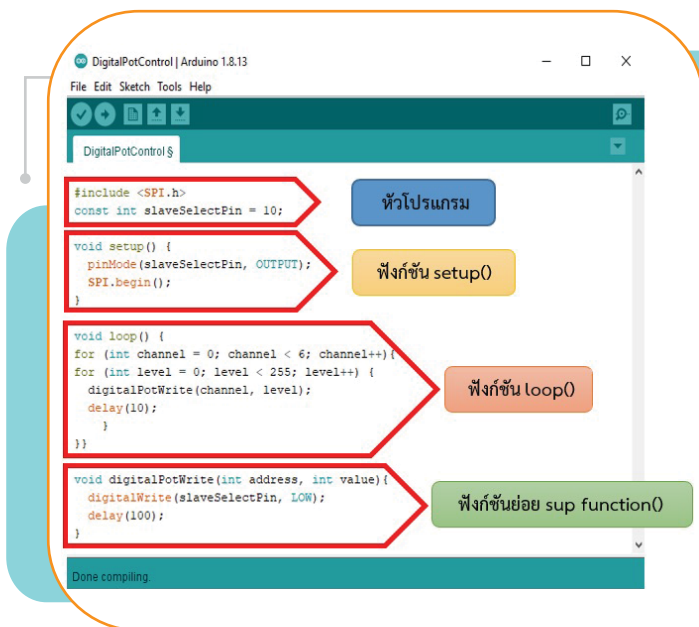 DigitalPotControl | Arduino 1.8.13
File Edit Sketch Tools Help
DigitalPotControl §
#include <SPI.h>
const int slaveSelectPin = 10;
หัวโปรแกรม
void setup() {
pinMode(slaveSelectPin, OUTPUT);
SPI.begin();
}
ฟังก์ชัน setup()
void loop() {
for (int channel = 0; channel < 6; channel++){
for (int level = 0; level < 255; level++) {
digitalPotWrite(channel, level);
delay(10);
}
}}
ฟังก์ชัน loop()
void digitalPotWrite(int address, int value){
digitalWrite(slaveSelectPin, LOW);
delay(100);
}
ฟังก์ชันย่อย sup function()
Done compiling.